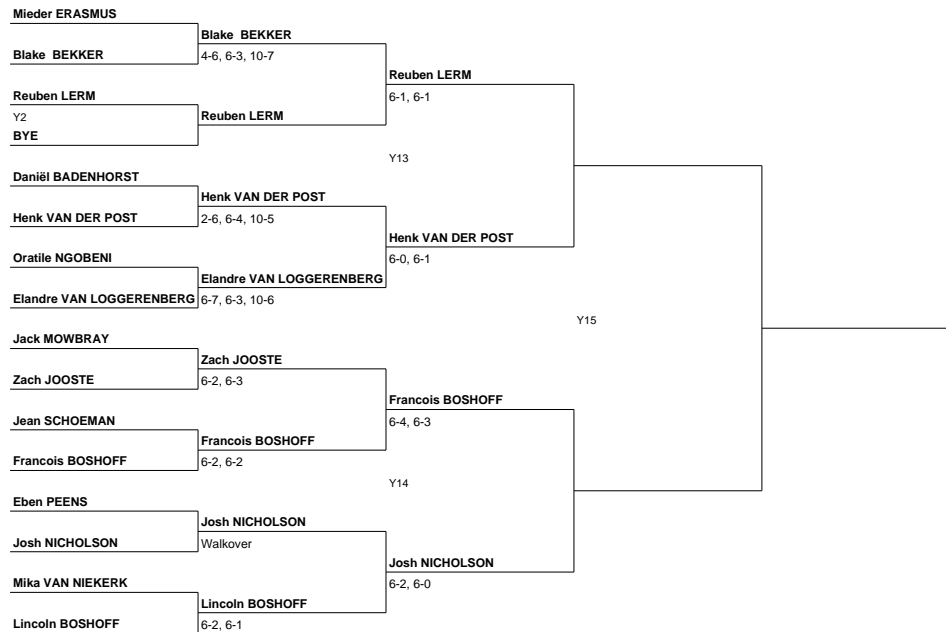 Mieder ERASMUS
Blake  BEKKER
Blake  BEKKER
4-6, 6-3, 10-7
Reuben LERM
6-1, 6-1
Reuben LERM
Y2
Reuben LERM
BYE
Y13
Daniël BADENHORST
Henk VAN DER POST
Henk VAN DER POST
2-6, 6-4, 10-5
Henk VAN DER POST
6-0, 6-1
Oratile NGOBENI
Elandre VAN LOGGERENBERG
Elandre VAN LOGGERENBERG
6-7, 6-3, 10-6
Y15
Jack MOWBRAY
Zach JOOSTE
Zach JOOSTE
6-2, 6-3
Francois BOSHOFF
6-4, 6-3
Jean SCHOEMAN
Francois BOSHOFF
Francois BOSHOFF
6-2, 6-2
Y14
Eben PEENS
Josh NICHOLSON
Josh NICHOLSON
Walkover
Josh NICHOLSON
6-2, 6-0
Mika VAN NIEKERK
Lincoln BOSHOFF
Lincoln BOSHOFF
6-2, 6-1